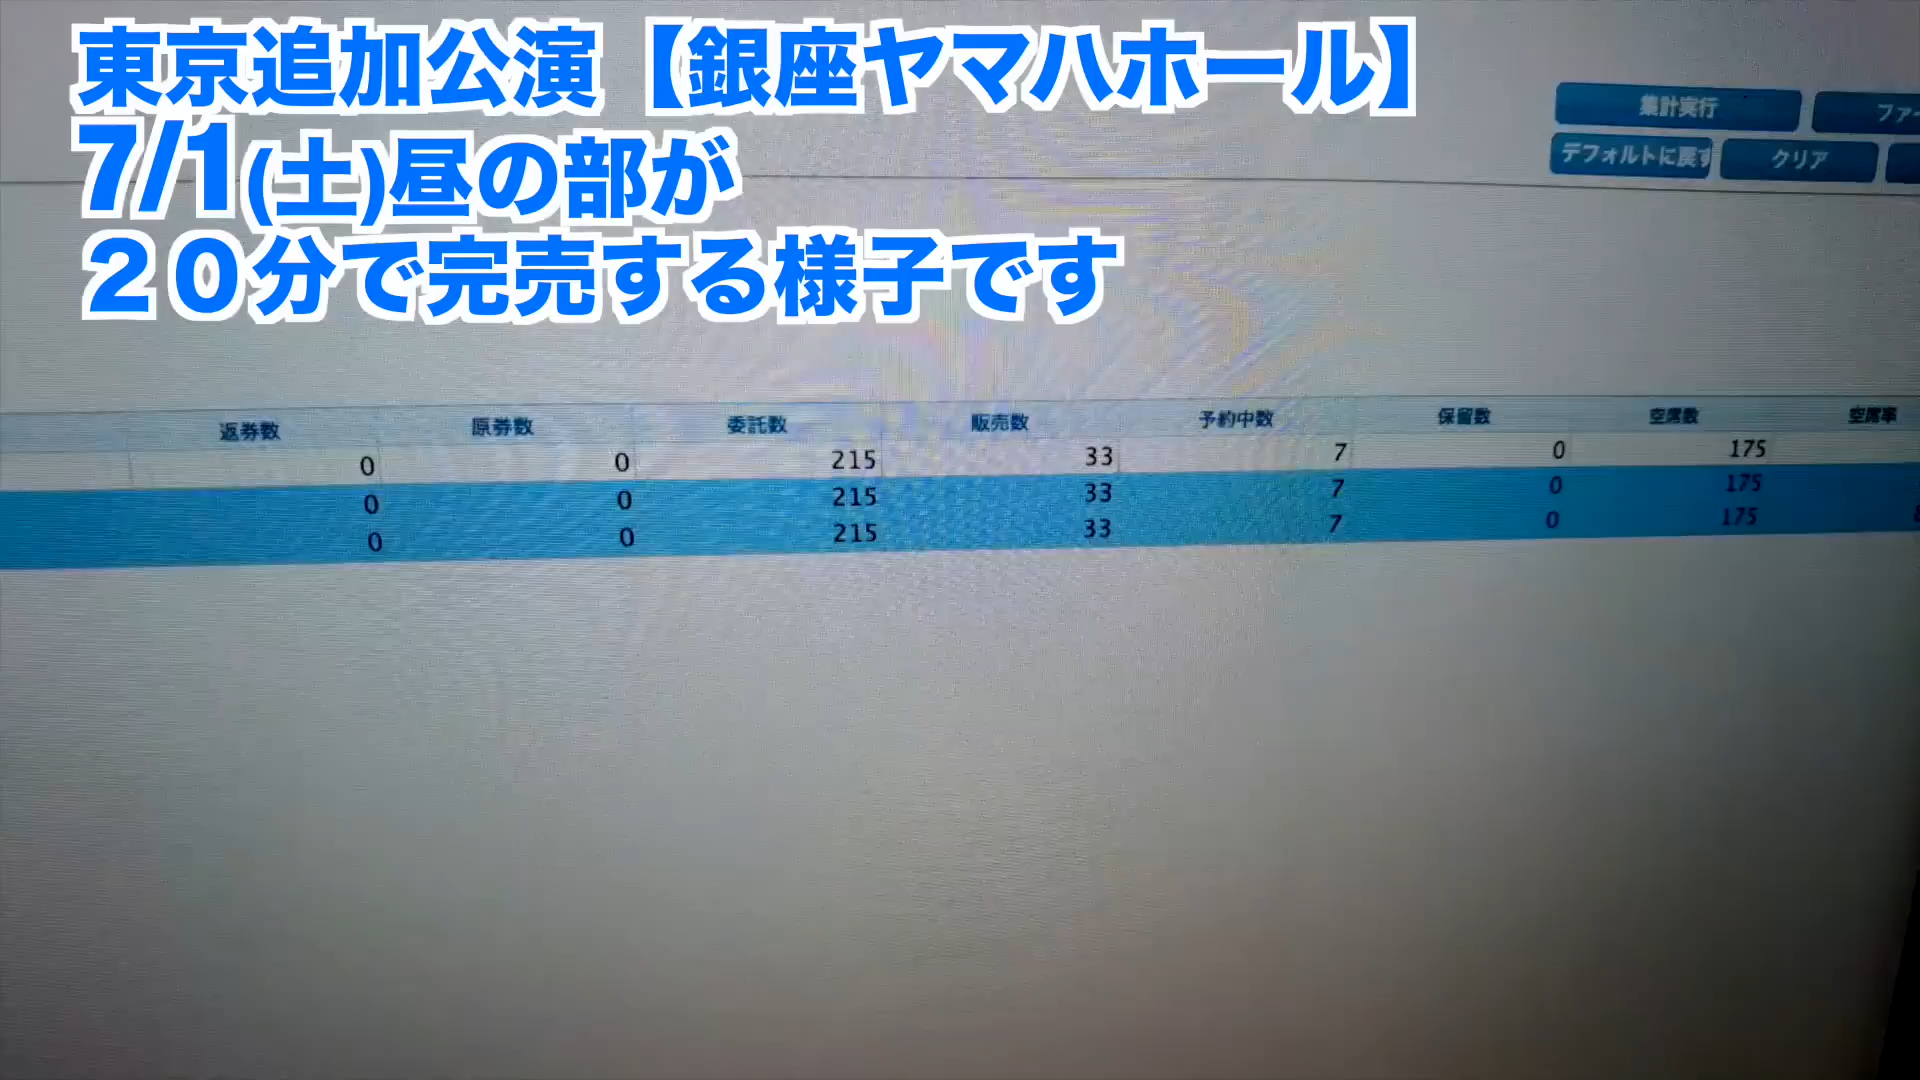 東京追加公演【銀座ヤマハホール】
7/1(土)昼の部が
２０分で完売する様子です
集計実行 ファ
デフォルトに戻す クリア
返券数 原券数 委託数 販売数 予約中数 保留数 空席数 空席率
0 0 215 33 7 0 175
0 0 215 33 7 0 175
0 0 215 33 7 0 175